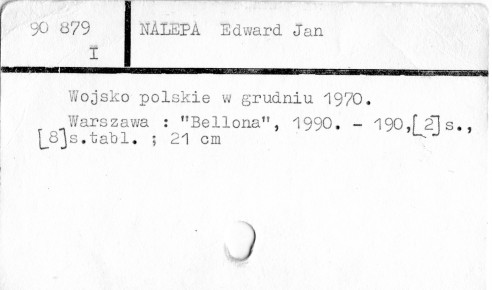 90 879 NALEPA Edward Jan
I
Wojsko polskie w grudniu 1970.
Warszawa : "Bellona", 1990. - 190,[2]s.,
[8]s.tabl. ; 21 cm